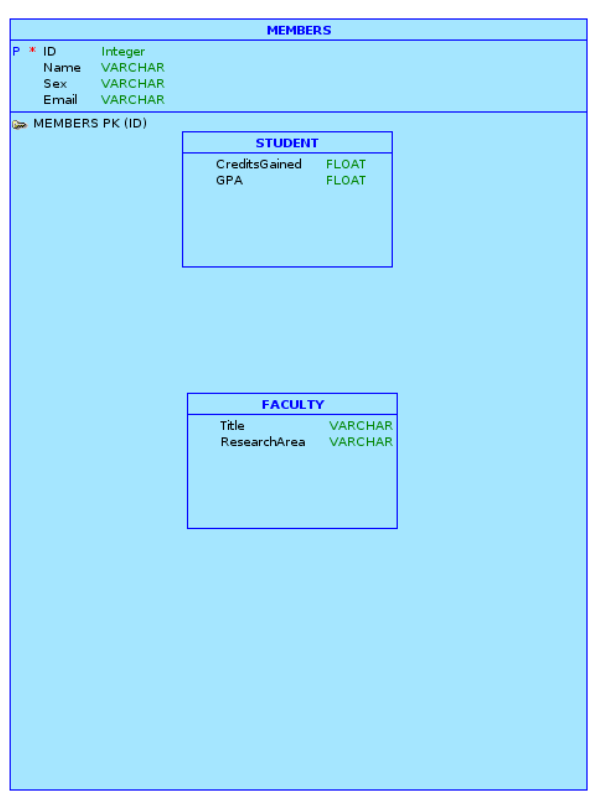 MEMBERS
P * ID Integer
Name VARCHAR
Sex VARCHAR
Email VARCHAR
MEMBERS PK (ID)
STUDENT
CreditsGained FLOAT
GPA FLOAT
FACULTY
Title VARCHAR
ResearchArea VARCHAR